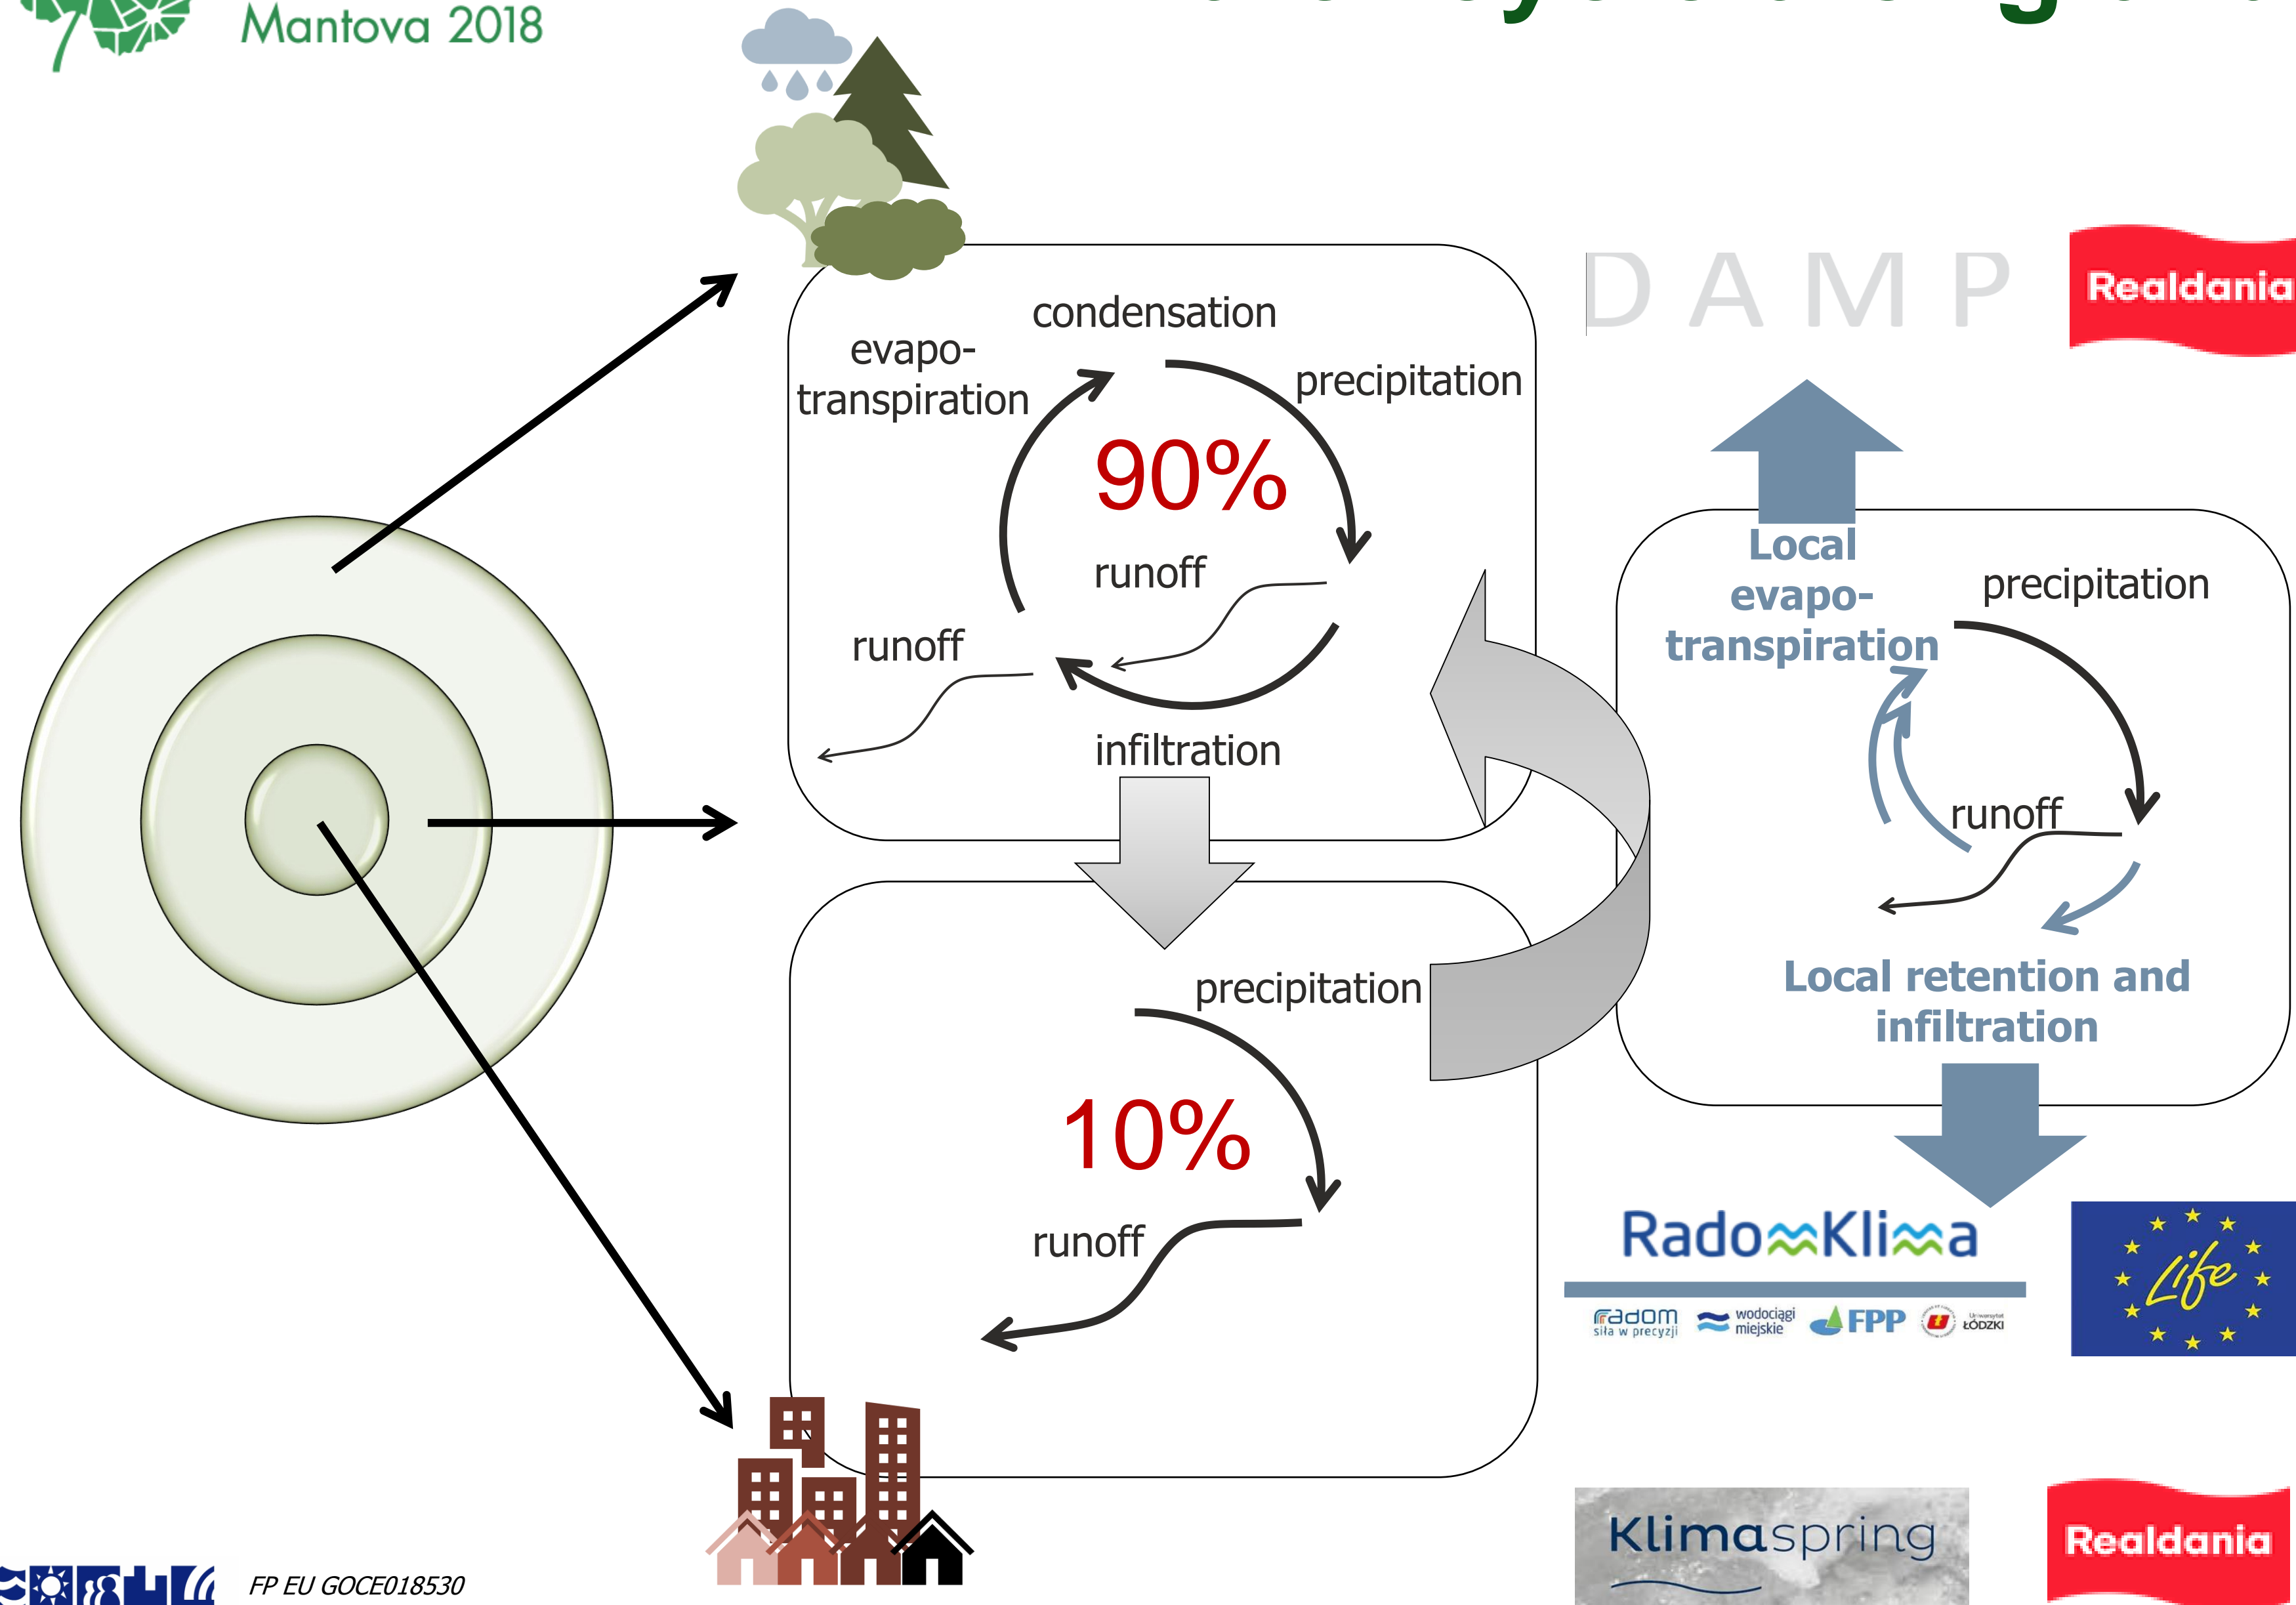 Mantova 2018
condensation
evapo-
transpiration
precipitation
90%
runoff
runoff
infiltration
precipitation
10%
runoff
DAMP
Realdania
Local
evapo-
transpiration
precipitation
runoff
Local retention and
infiltration
RadomKlima
Life
radom
siła w precyzji
wodociągi
miejskie
FPP
Uniwersytet
ŁÓDZKI
Klimaspring
Realdania
FP EU GOCE018530